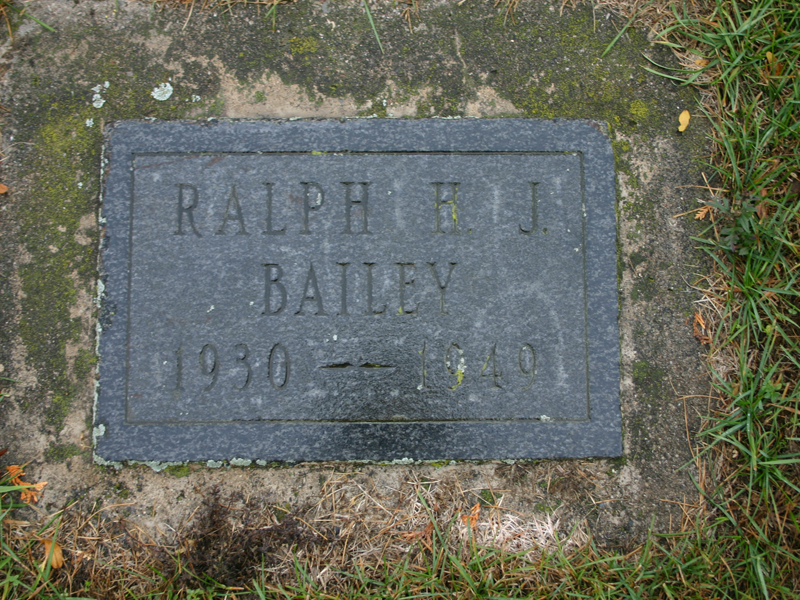 RALPH H. J.
BAILEY
1930 — 1949